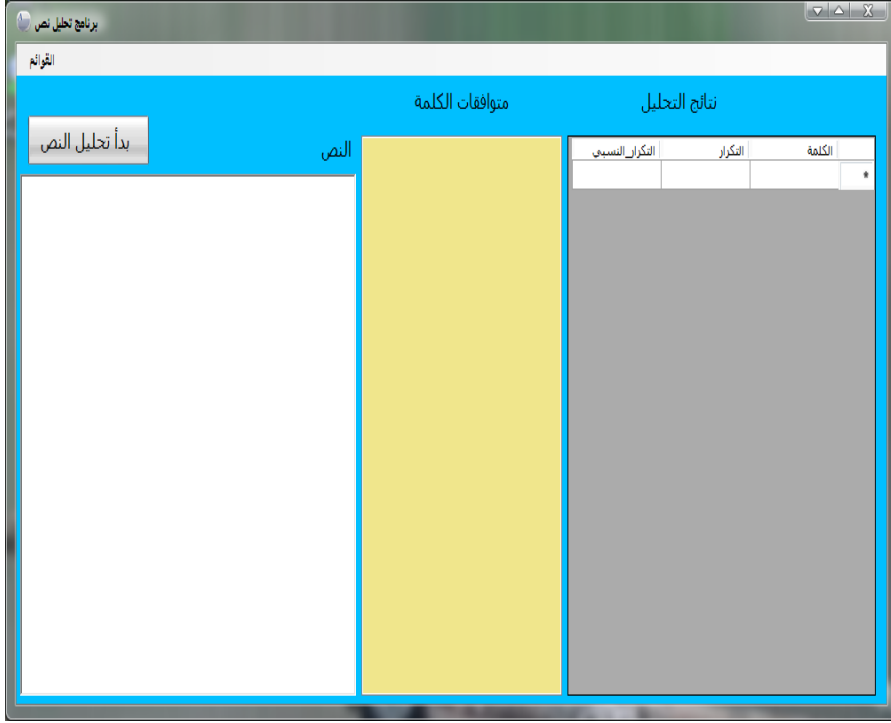 برنامج تحليل نص
القوائم
نتائج التحليل
متوافقات الكلمة
النص
بدأ تحليل النص
الكلمة التكرار التكرار_النسبي
*